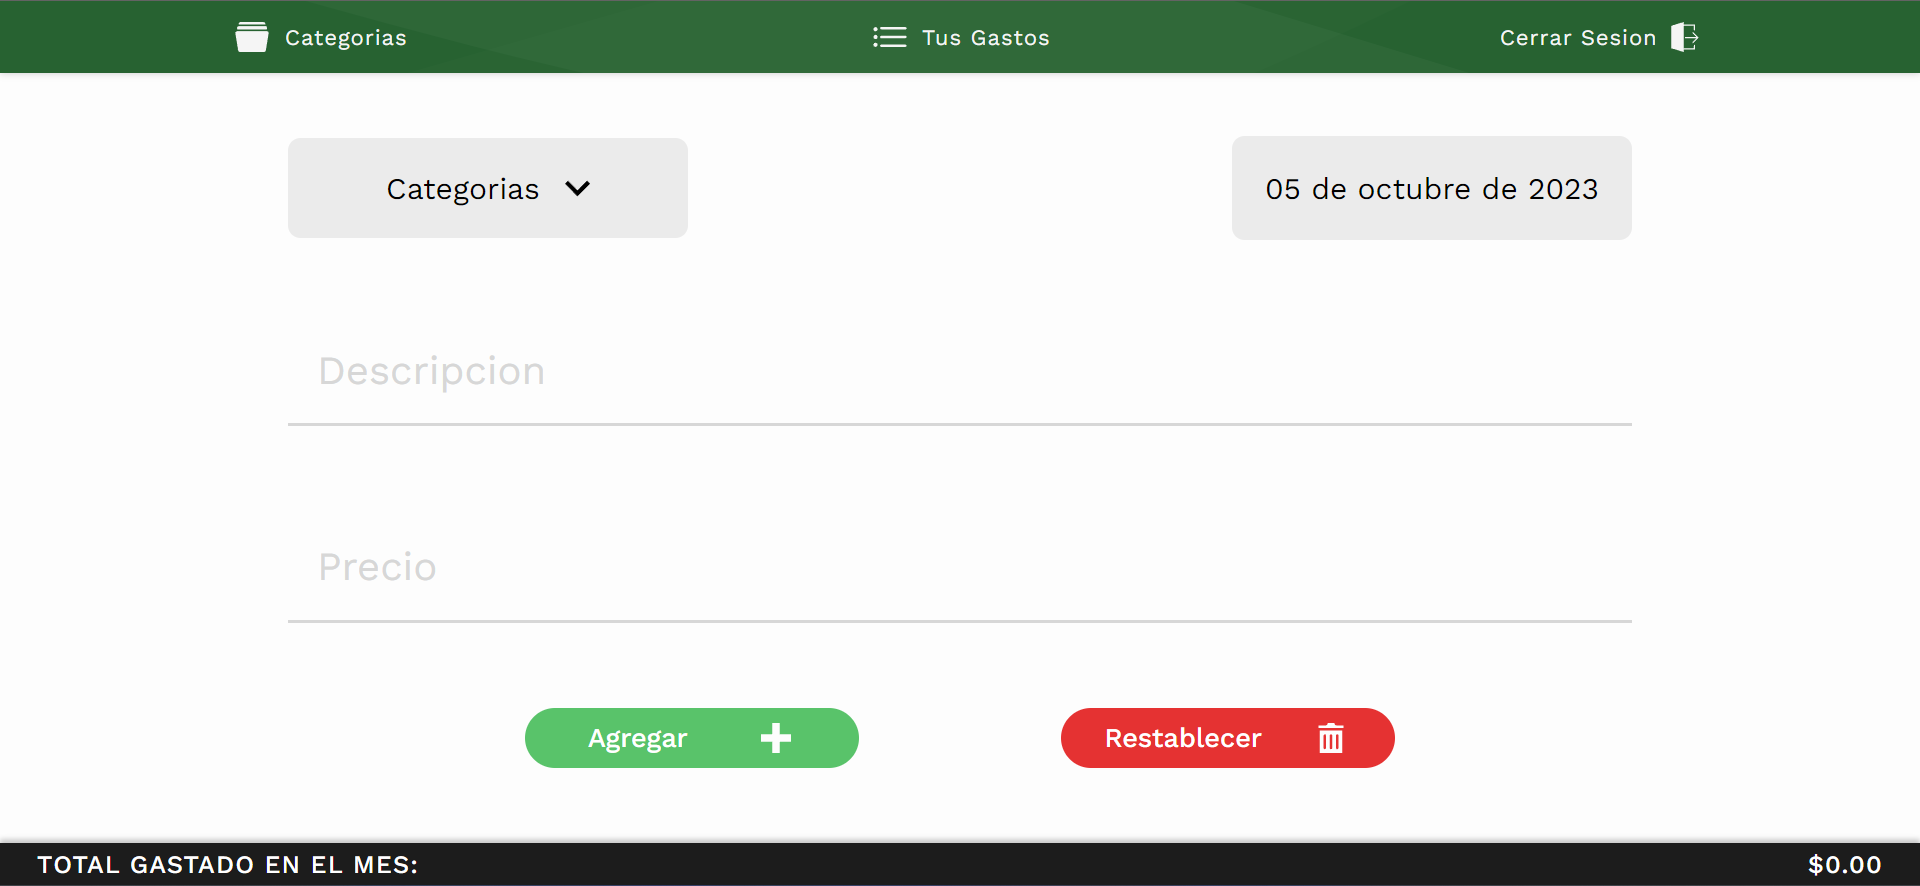 Categorias
Tus Gastos
Cerrar Sesion
Categorias
05 de octubre de 2023
Descripcion
Precio
Agregar
Restablecer
TOTAL GASTADO EN EL MES:
$0.00